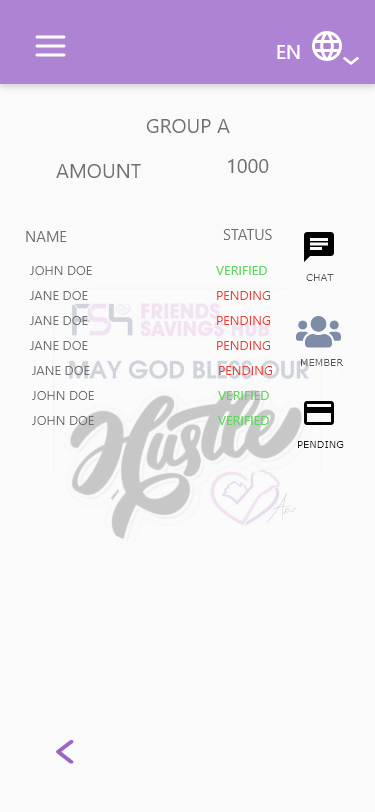 EN
GROUP A
AMOUNT 1000
NAME STATUS
JOHN DOE VERIFIED
CHAT
JANE DOE PENDING
FSH FRIENDS
JANE DOE PENDING
SAVINGS HUB
JANE DOE PENDING
MEMBER
JANE DOE PENDING
MAY GOD BLESS OUR
JOHN DOE VERIFIED
JOHN DOE VERIFIED
Hustle
PENDING